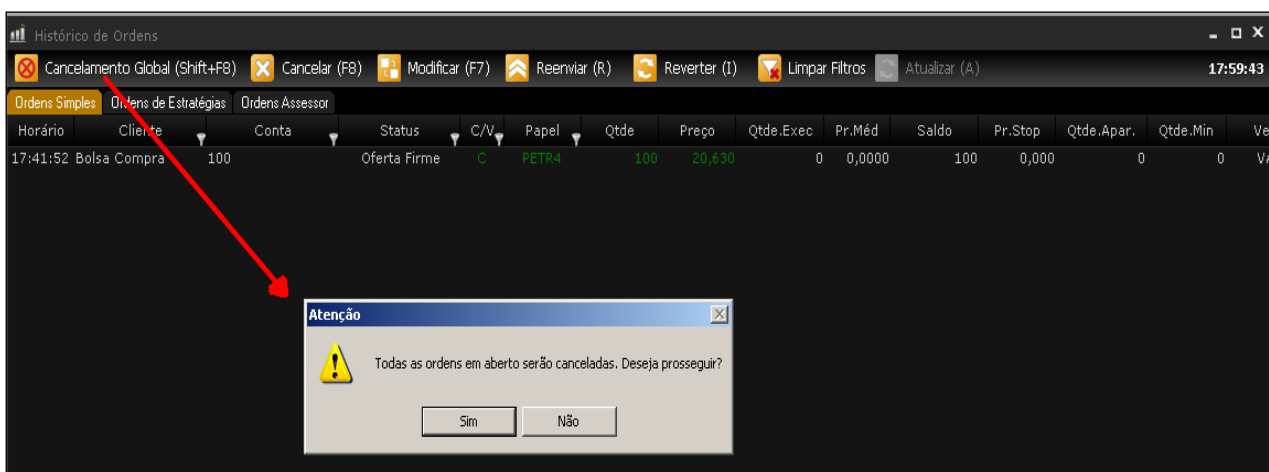 Histórico de Ordens
Cancelamento Global (Shift+F8) Cancelar (F8) Modificar (F7) Reenviar (R) Reverter (I) Limpar Filtros Atualizar (A) 17:59:43
Ordens Simples Ordens de Estratégias Ordens Assessor
Horário Cliente Conta Status C/V Papel Qtde Preço Qtde.Exec Pr.Méd Saldo Pr.Stop Qtde.Apar. Qtde.Min Ve
17:41:52 Bolsa Compra 100 Oferta Firme C PETR4 100 20,630 0 0,0000 100 0,000 0 0 VA
Atenção
Todas as ordens em aberto serão canceladas. Deseja prosseguir?
Sim Não